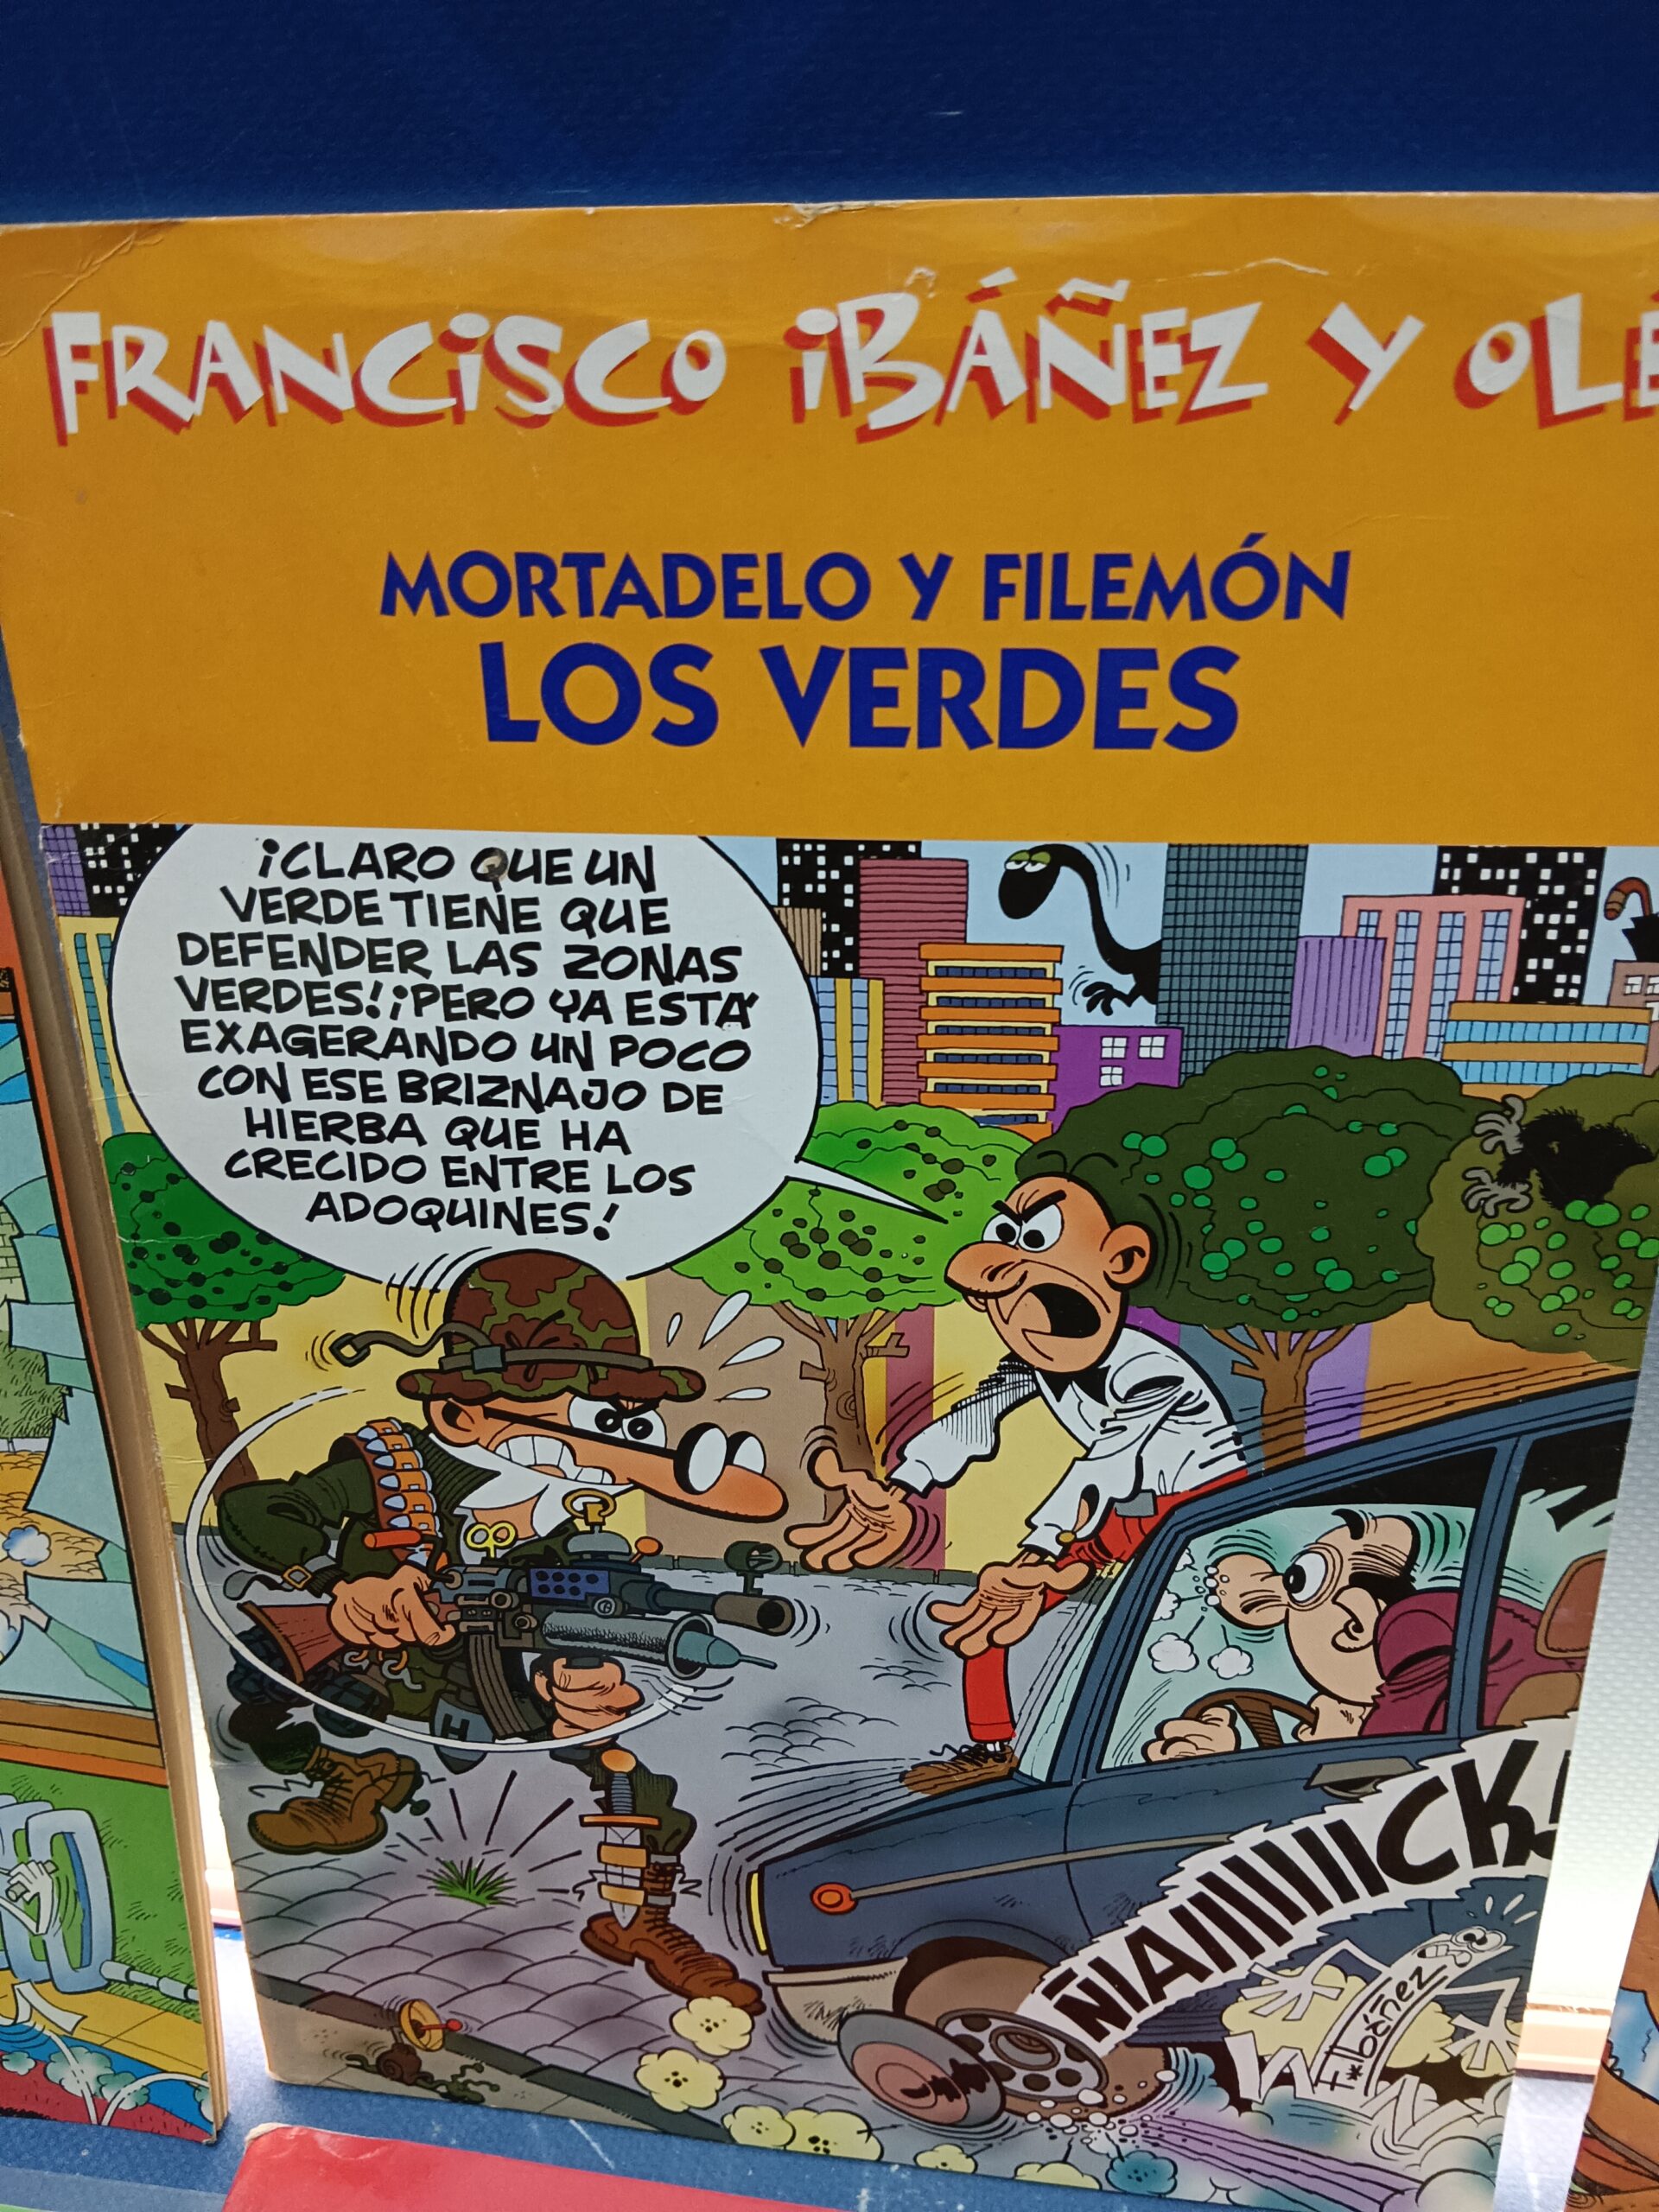 FRANCISCO IBÁÑEZ Y OLÉ
MORTADELO Y FILEMÓN
LOS VERDES
¡CLARO QUE UN
VERDE TIENE QUE
DEFENDER LAS ZONAS
VERDES! ¡PERO YA ESTÁ
EXAGERANDO UN POCO
CON ESE BRIZNAJO DE
HIERBA QUE HA
CRECIDO ENTRE LOS
ADOQUINES!
H
ÑIAIIIIIIICK!
F. Ibáñez